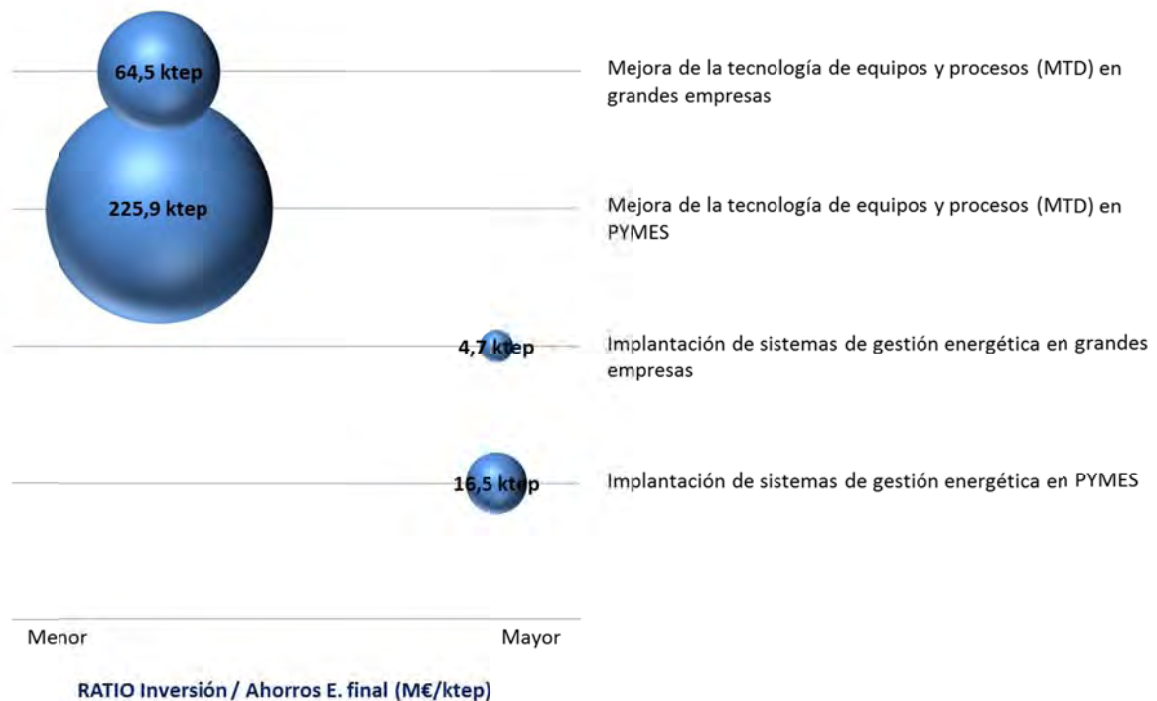 64,5 ktep
Mejora de la tecnología de equipos y procesos (MTD) en
grandes empresas
225,9 ktep
Mejora de la tecnología de equipos y procesos (MTD) en
PYMES
4,7 ktep
Implantación de sistemas de gestión energética en grandes
empresas
16,5 ktep
Implantación de sistemas de gestión energética en PYMES
Menor
Mayor
RATIO Inversión / Ahorros E. final (M€/ktep)